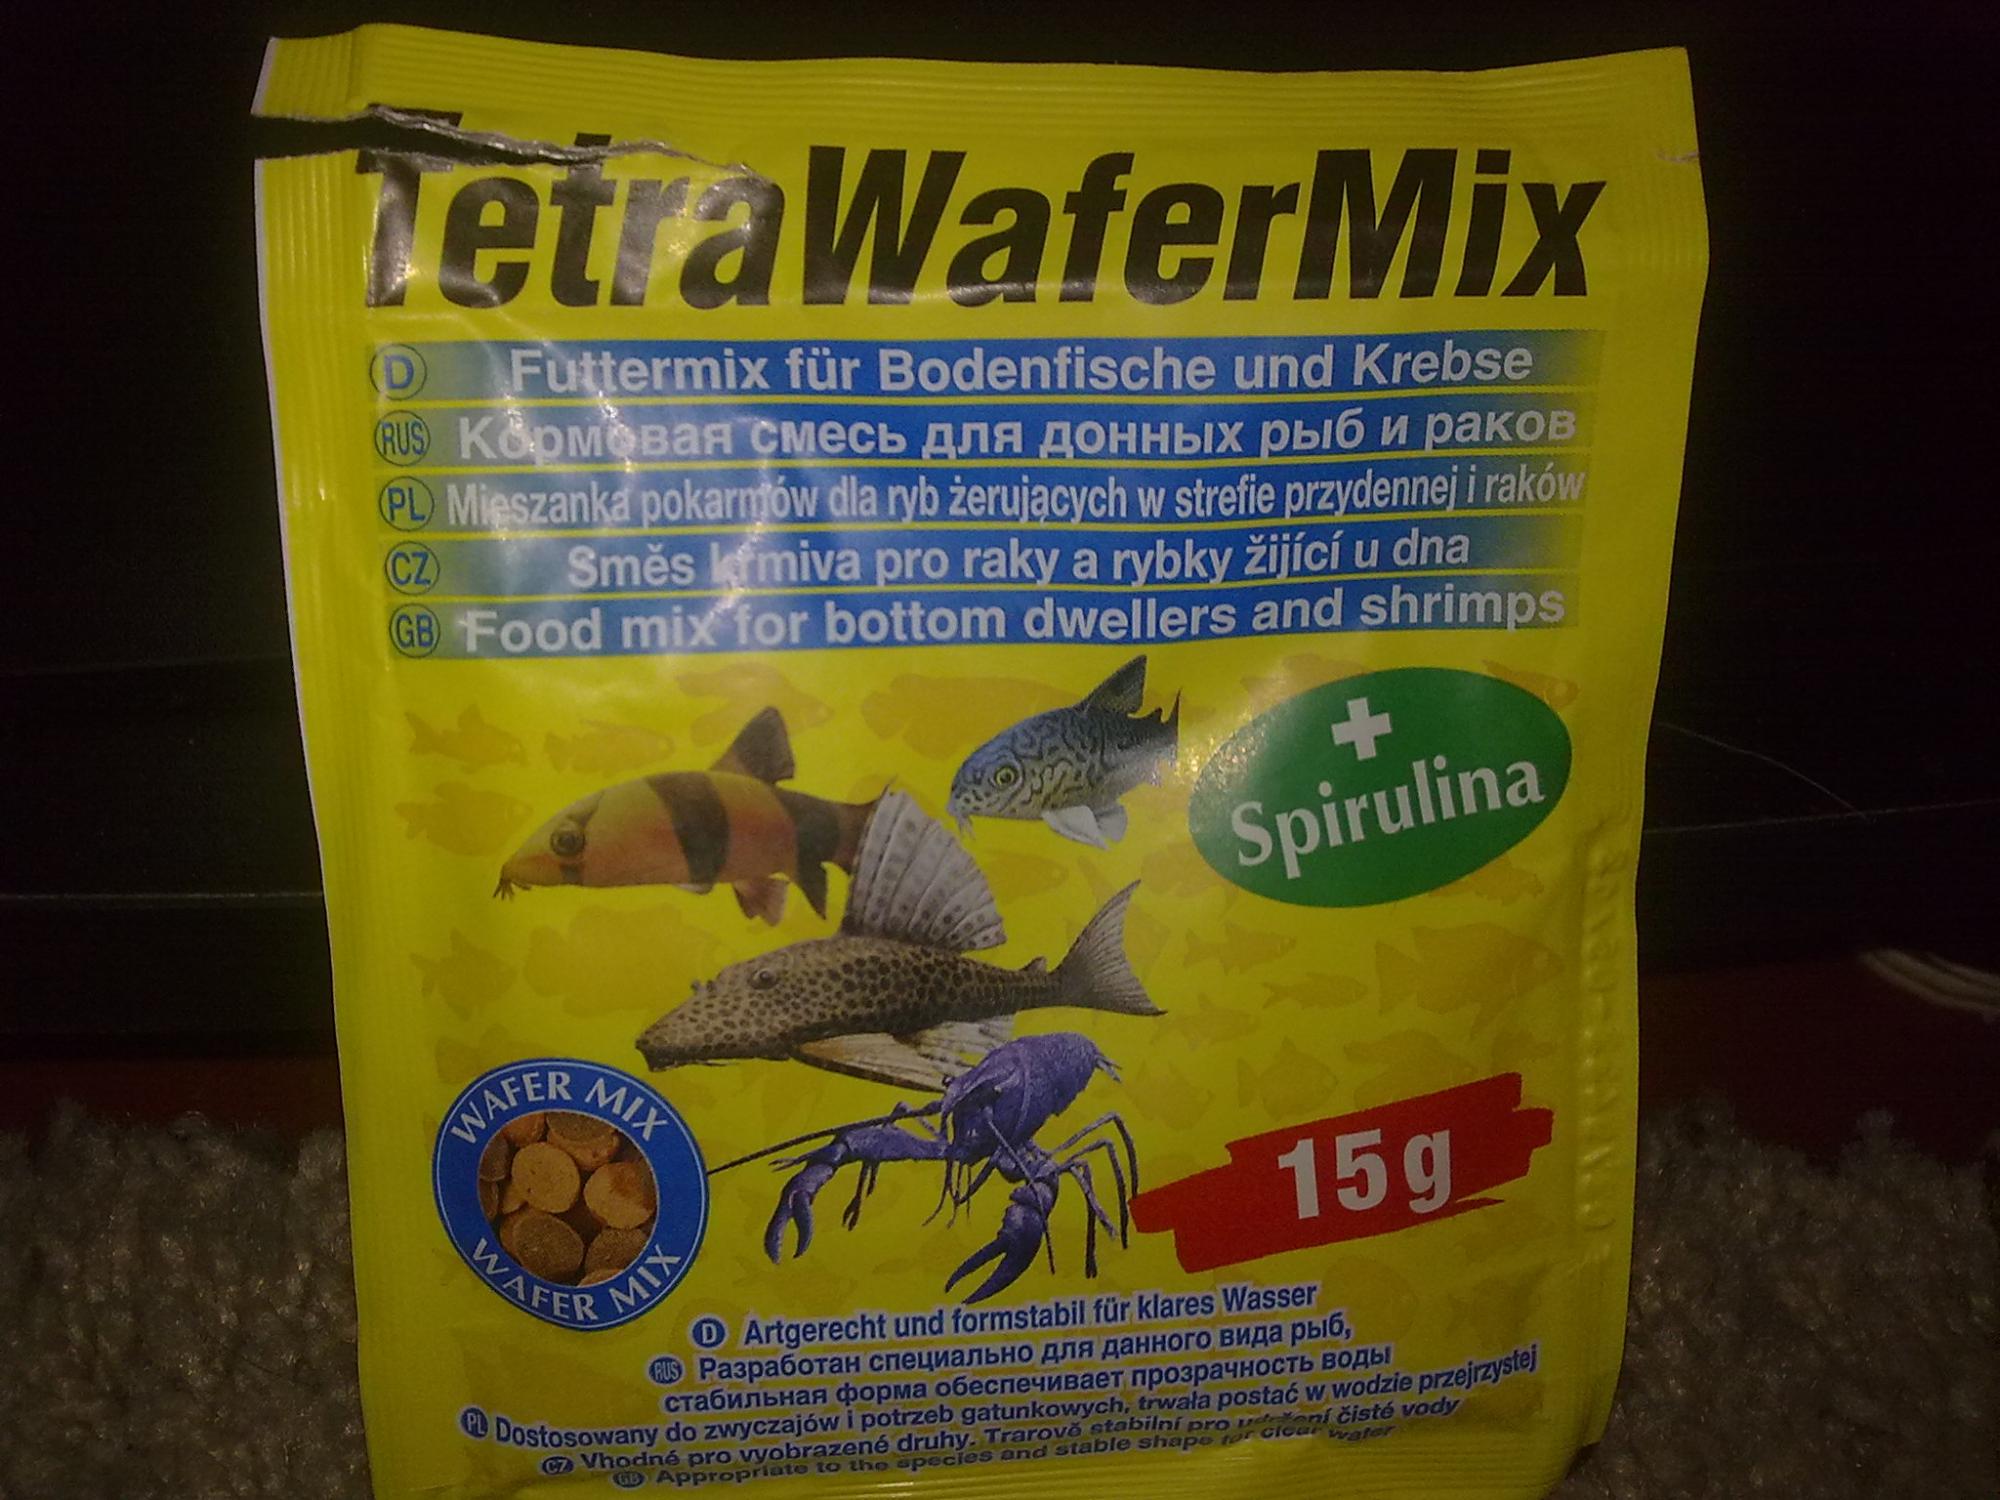 TetraWaferMix
D Futtermix für Bodenfische und Krebse
RUS Кормовая смесь для донных рыб и раков
PL Mieszanka pokarmów dla ryb żerujących w strefie przydennej i raków
CZ Směs krmiva pro raky a rybky žijící u dna
GB Food mix for bottom dwellers and shrimps
+
Spirulina
WAFER MIX
WAFER MIX
15g
D Artgerecht und formstabil für klares Wasser
RUS Разработан специально для данного вида рыб,
стабильная форма обеспечивает прозрачность воды
PL Dostosowany do zwyczajów i potrzeb gatunkowych, trwała postać w wodzie przejrzystej
CZ Vhodné pro vyobrazené druhy. Trarově stabilní pro udržení čisté vody
GB Appropriate to the species and stable shape for clear water